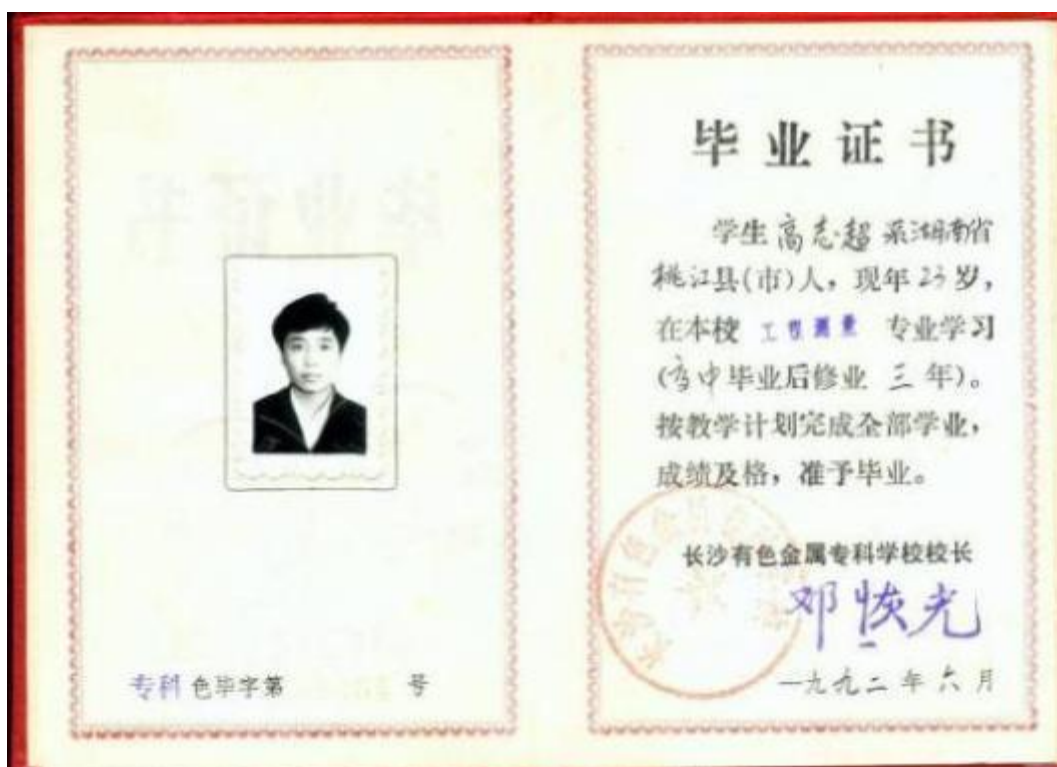 专科色毕字第 号
毕业证书
学生高志超系湖南省
桃江县(市)人，现年23岁，
在本校 工程测量 专业学习
(高中毕业后修业 三年)。
按教学计划完成全部学业，
成绩及格，准予毕业。
长沙有色金属专科学校校长
邓恢光
一九九二年六月